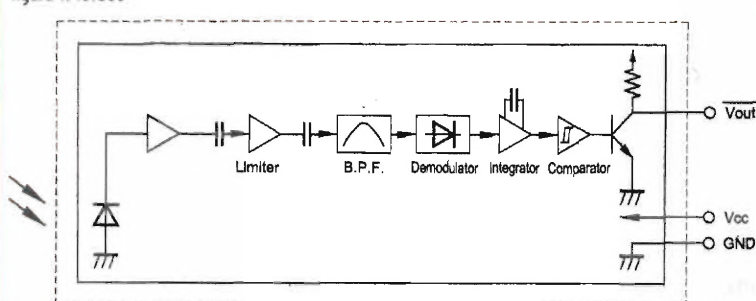 Vout
Limiter
B.P.F.
Demodulator
Integrator
Comparator
Vcc
GND